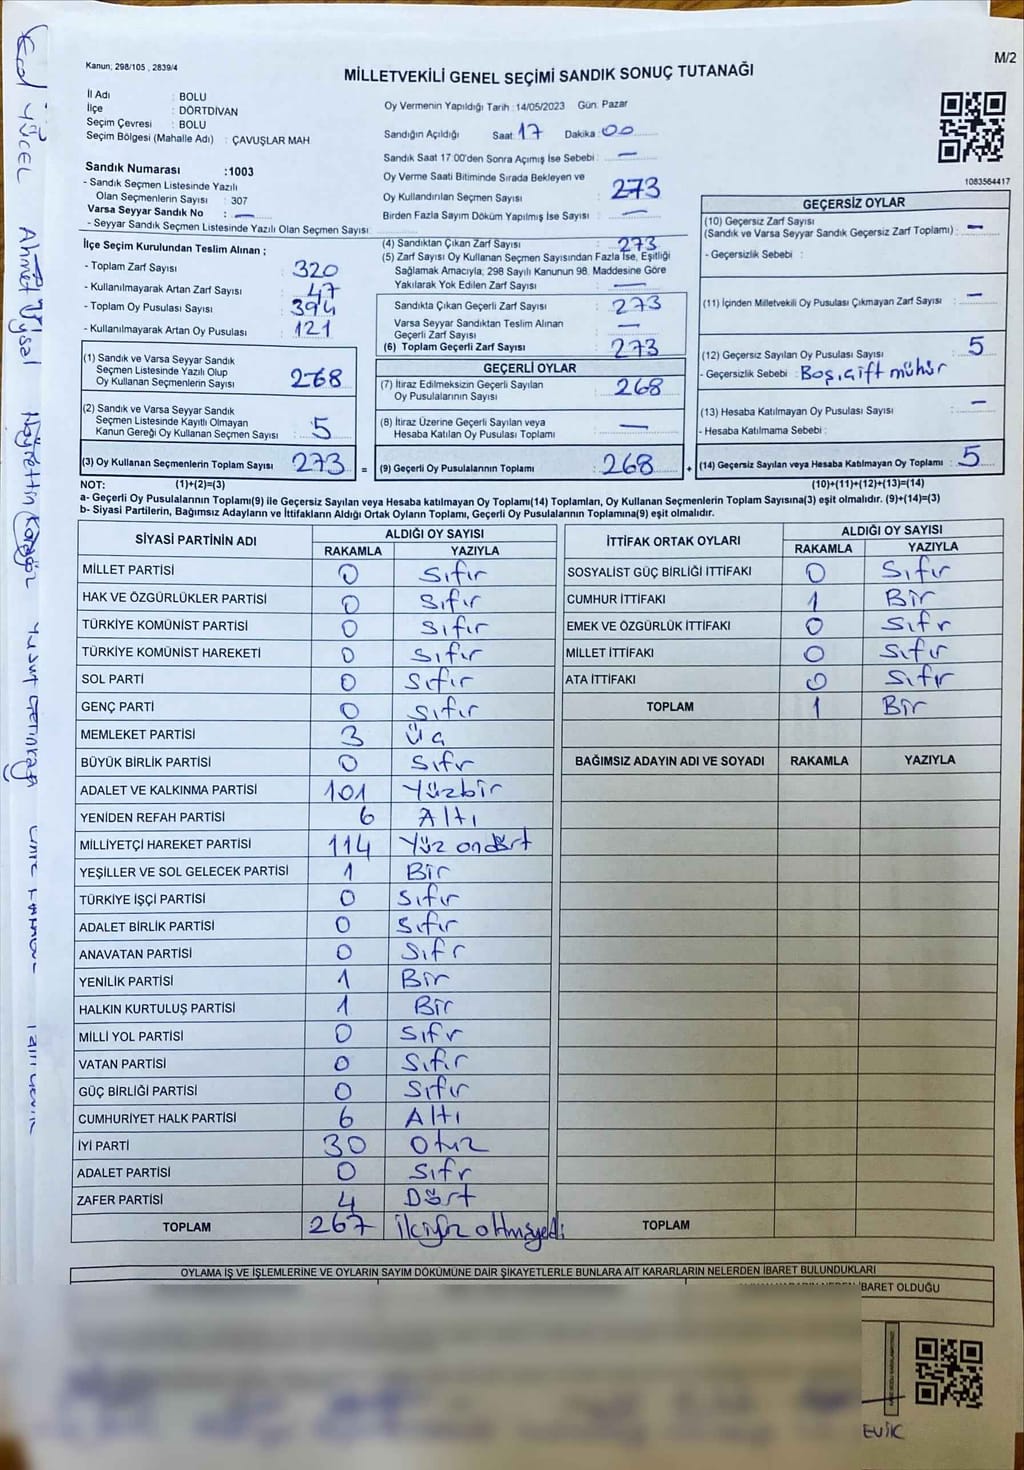 Kanun; 298/105 , 2839/4
M/2
MİLLETVEKİLİ GENEL SEÇİMİ SANDIK SONUÇ TUTANAĞI
İl Adı : BOLU
İlçe : DÖRTDİVAN
Seçim Çevresi : BOLU
Seçim Bölgesi (Mahalle Adı) : ÇAVUŞLAR MAH
Sandık Numarası :1003
- Sandık Seçmen Listesinde Yazılı
Olan Seçmenlerin Sayısı : 307
Varsa Seyyar Sandık No : —
- Seyyar Sandık Seçmen Listesinde Yazılı Olan Seçmen Sayısı:
Oy Vermenin Yapıldığı Tarih :14/05/2023 Gün: Pazar
Sandığın Açıldığı Saat: 17 Dakika : 00
Sandık Saat 17 00'den Sonra Açımış İse Sebebi : —
Oy Verme Saati Bitiminde Sırada Bekleyen ve
Oy Kullandırılan Seçmen Sayısı : 273
Birden Fazla Sayım Döküm Yapılmış İse Sayısı : —
1083564417
İlçe Seçim Kurulundan Teslim Alınan ;
- Toplam Zarf Sayısı : 320
- Kullanılmayarak Artan Zarf Sayısı : 47
- Toplam Oy Pusulası Sayısı : 394
- Kullanılmayarak Artan Oy Pusulası : 121
(1) Sandık ve Varsa Seyyar Sandık
Seçmen Listesinde Yazılı Olup
Oy Kullanan Seçmenlerin Sayısı : 268
(2) Sandık ve Varsa Seyyar Sandık
Seçmen Listesinde Kayıtlı Olmayan
Kanun Gereği Oy Kullanan Seçmen Sayısı : 5
(3) Oy Kullanan Seçmenlerin Toplam Sayısı : 273 =
(4) Sandıktan Çıkan Zarf Sayısı : 273
(5) Zarf Sayısı Oy Kullanan Seçmen Sayısından Fazla İse, Eşitliği
Sağlamak Amacıyla; 298 Sayılı Kanunun 98. Maddesine Göre
Yakılarak Yok Edilen Zarf Sayısı : —
Sandıkta Çıkan Geçerli Zarf Sayısı : 273
Varsa Seyyar Sandıktan Teslim Alınan
Geçerli Zarf Sayısı : —
(6) Toplam Geçerli Zarf Sayısı : 273
GEÇERLİ OYLAR
(7) İtiraz Edilmeksizin Geçerli Sayılan
Oy Pusulalarının Sayısı : 268
(8) İtiraz Üzerine Geçerli Sayılan veya
Hesaba Katılan Oy Pusulası Toplamı : —
(9) Geçerli Oy Pusulalarının Toplamı : 268 +
GEÇERSİZ OYLAR
(10) Geçersiz Zarf Sayısı
(Sandık ve Varsa Seyyar Sandık Geçersiz Zarf Toplamı) : —
- Geçersizlik Sebebi :
(11) İçinden Milletvekili Oy Pusulası Çıkmayan Zarf Sayısı : —
(12) Geçersiz Sayılan Oy Pusulası Sayısı : 5
- Geçersizlik Sebebi : Boş, çift mühür
(13) Hesaba Katılmayan Oy Pusulası Sayısı : —
- Hesaba Katılmama Sebebi :
(14) Geçersiz Sayılan veya Hesaba Katılmayan Oy Toplamı : 5
NOT: (1)+(2)=(3) (10)+(11)+(12)+(13)=(14)
a- Geçerli Oy Pusulalarının Toplamı(9) ile Geçersiz Sayılan veya Hesaba katılmayan Oy Toplamı(14) Toplamları, Oy Kullanan Seçmenlerin Toplam Sayısına(3) eşit olmalıdır. (9)+(14)=(3)
b- Siyasi Partilerin, Bağımsız Adayların ve İttifakların Aldığı Ortak Oyların Toplamı, Geçerli Oy Pusulalarının Toplamına(9) eşit olmalıdır.
SİYASİ PARTİNİN ADI ALDIĞI OY SAYISI
RAKAMLA YAZIYLA
MİLLET PARTİSİ 0 Sıfır
HAK VE ÖZGÜRLÜKLER PARTİSİ 0 Sıfır
TÜRKİYE KOMÜNİST PARTİSİ 0 Sıfır
TÜRKİYE KOMÜNİST HAREKETİ 0 Sıfır
SOL PARTİ 0 Sıfır
GENÇ PARTİ 0 Sıfır
MEMLEKET PARTİSİ 3 Üç
BÜYÜK BİRLİK PARTİSİ 0 Sıfır
ADALET VE KALKINMA PARTİSİ 101 Yüzbir
YENİDEN REFAH PARTİSİ 6 Altı
MİLLİYETÇİ HAREKET PARTİSİ 114 Yüz ondört
YEŞİLLER VE SOL GELECEK PARTİSİ 1 Bir
TÜRKİYE İŞÇİ PARTİSİ 0 Sıfır
ADALET BİRLİK PARTİSİ 0 Sıfır
ANAVATAN PARTİSİ 0 Sıfır
YENİLİK PARTİSİ 1 Bir
HALKIN KURTULUŞ PARTİSİ 1 Bir
MİLLİ YOL PARTİSİ 0 Sıfır
VATAN PARTİSİ 0 Sıfır
GÜÇ BİRLİĞİ PARTİSİ 0 Sıfır
CUMHURİYET HALK PARTİSİ 6 Altı
İYİ PARTİ 30 Otuz
ADALET PARTİSİ 0 Sıfır
ZAFER PARTİSİ 4 Dört
TOPLAM 267
İTTİFAK ORTAK OYLARI ALDIĞI OY SAYISI
RAKAMLA YAZIYLA
SOSYALİST GÜÇ BİRLİĞİ İTTİFAKI 0 Sıfır
CUMHUR İTTİFAKI 1 Bir
EMEK VE ÖZGÜRLÜK İTTİFAKI 0 Sıfır
MİLLET İTTİFAKI 0 Sıfır
ATA İTTİFAKI 0 Sıfır
TOPLAM 1 Bir
BAĞIMSIZ ADAYIN ADI VE SOYADI RAKAMLA YAZIYLA
TOPLAM
OYLAMA İŞ VE İŞLEMLERİNE VE OYLARIN SAYIM DÖKÜMÜNE DAİR ŞİKAYETLERLE BUNLARA AİT KARARLARIN NELERDEN İBARET BULUNDUKLARI
İBARET OLDUĞU
YÜCEL Ahmet Uysal Hayrettin Karagöz